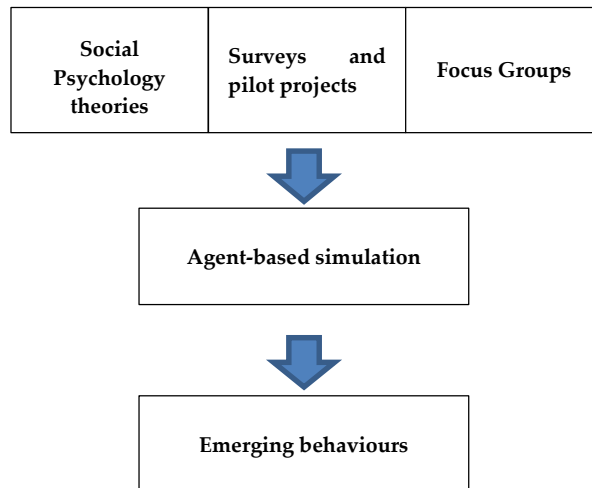 Social
Psychology
theories
Surveys and
pilot projects
Focus Groups
Agent-based simulation
Emerging behaviours